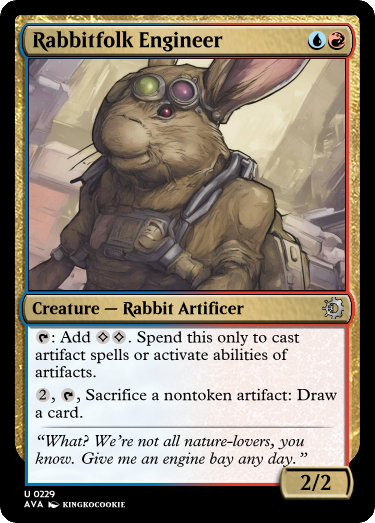 Rabbitfolk Engineer
: Add . Spend this only to cast
artifact spells or activate abilities of
artifacts.
2, , Sacrifice a nontoken artifact: Draw
a card.
“What? We’re not all nature-lovers, you
know. Give me an engine bay any day.”
Creature — Rabbit Artificer
2/2
U 0229
AVA KINGKOCOOKIE